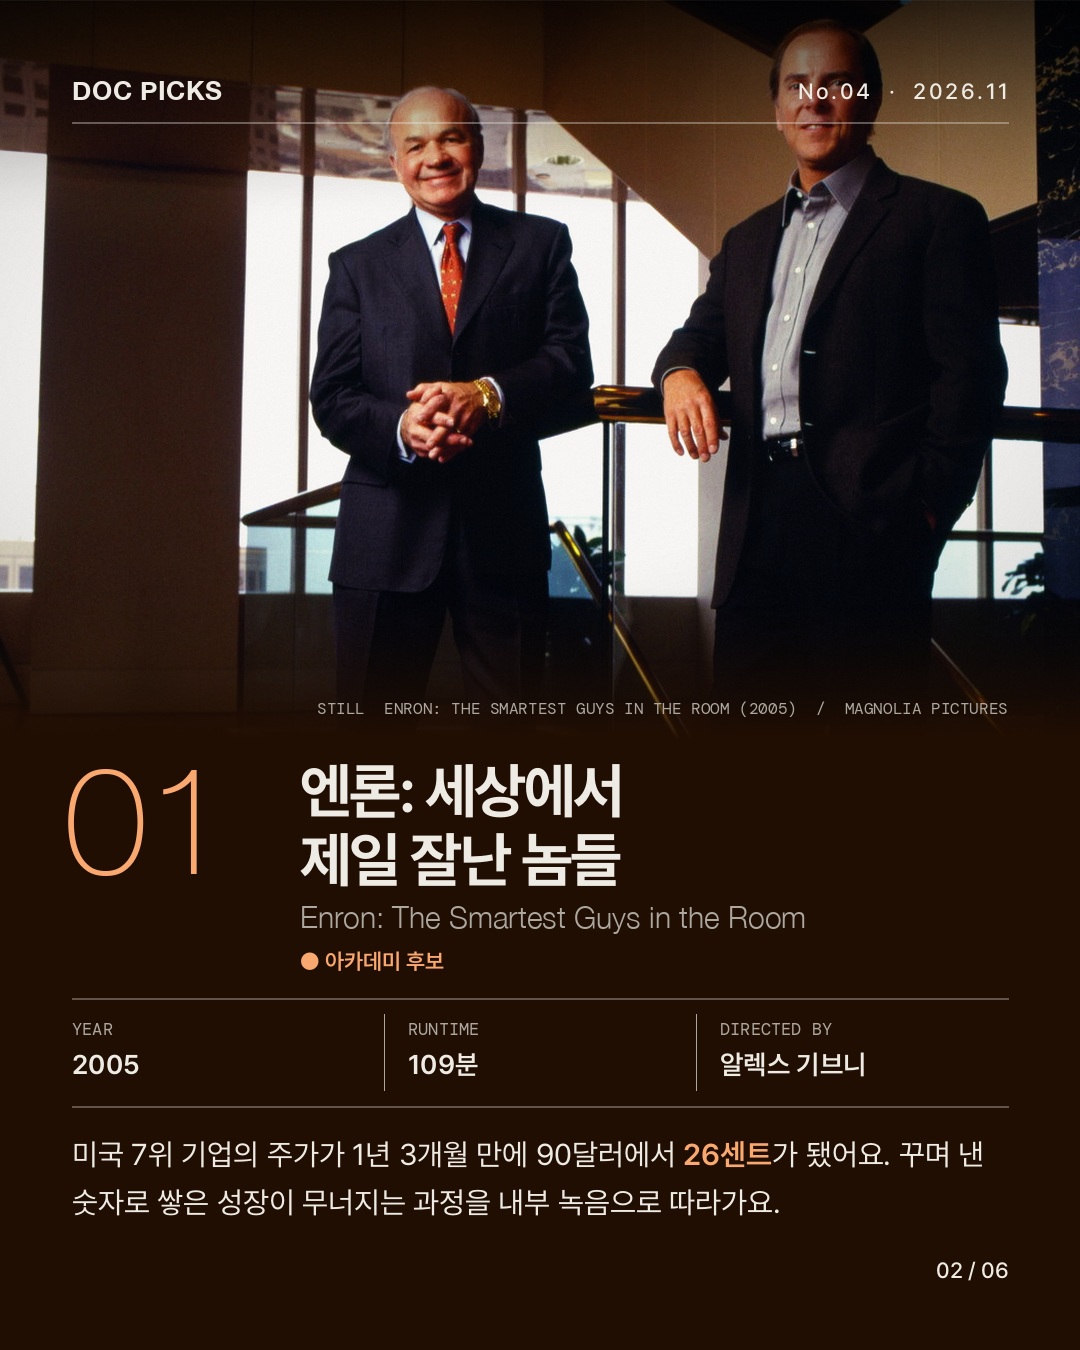 DOC PICKS
No.04 · 2026.11
STILL ENRON: THE SMARTEST GUYS IN THE ROOM (2005) / MAGNOLIA PICTURES
01
엔론: 세상에서
제일 잘난 놈들
Enron: The Smartest Guys in the Room
● 아카데미 후보
YEAR
2005
RUNTIME
109분
DIRECTED BY
알렉스 기브니
미국 7위 기업의 주가가 1년 3개월 만에 90달러에서 26센트가 됐어요. 꾸며 낸
숫자로 쌓은 성장이 무너지는 과정을 내부 녹음으로 따라가요.
02 / 06